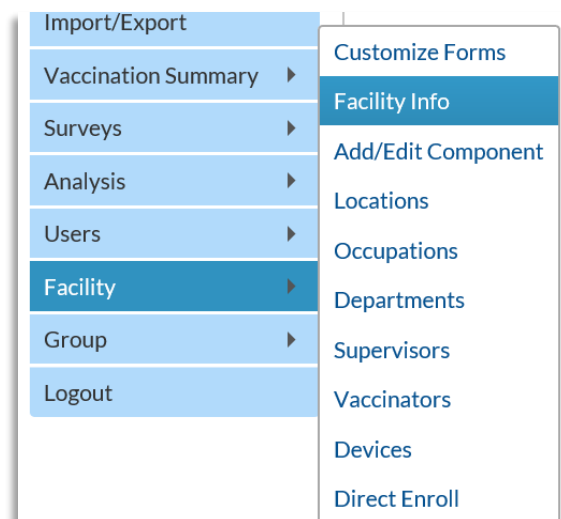 Import/Export
Vaccination Summary
Surveys
Analysis
Users
Facility
Group
Logout
Customize Forms
Facility Info
Add/Edit Component
Locations
Occupations
Departments
Supervisors
Vaccinators
Devices
Direct Enroll